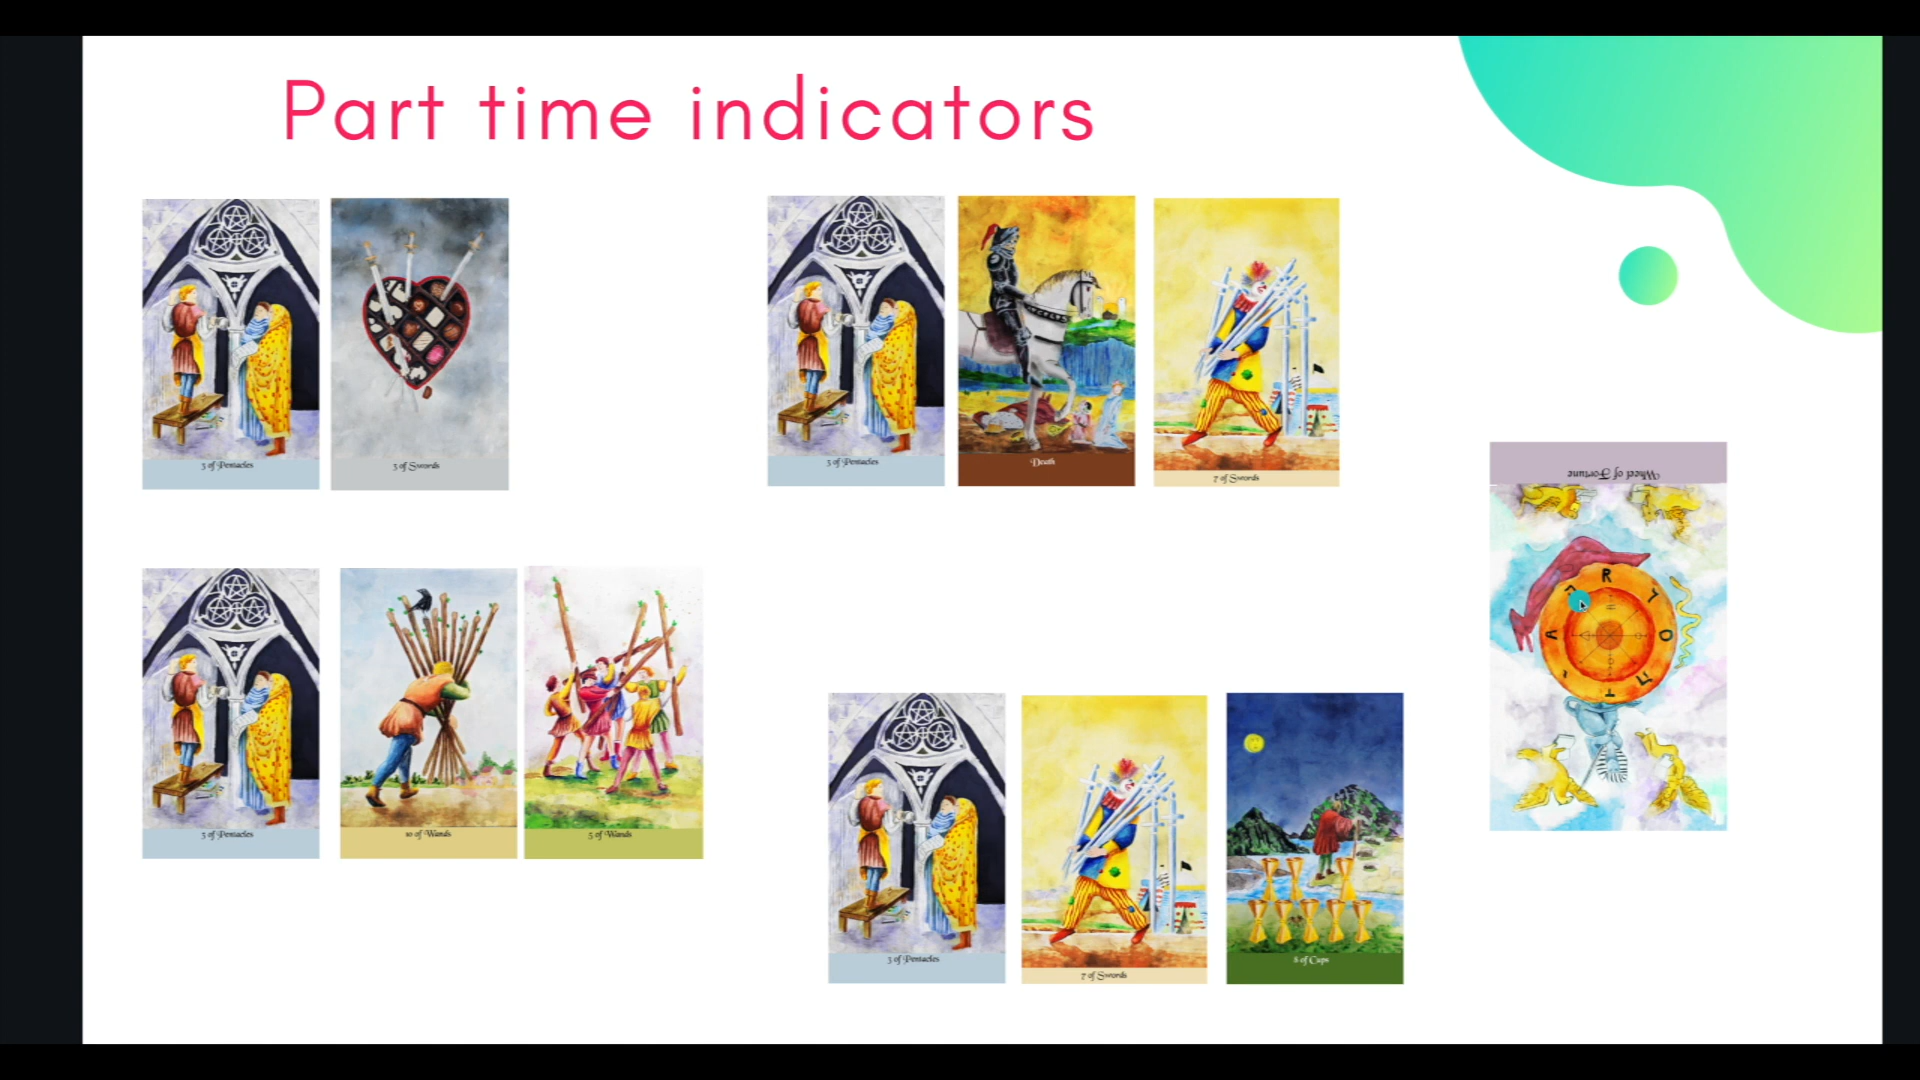 Part time indicators
3 of Pentacles
3 of Swords
3 of Pentacles
Death
7 of Swords
Wheel of Fortune
3 of Pentacles
10 of Wands
5 of Wands
3 of Pentacles
7 of Swords
8 of Cups